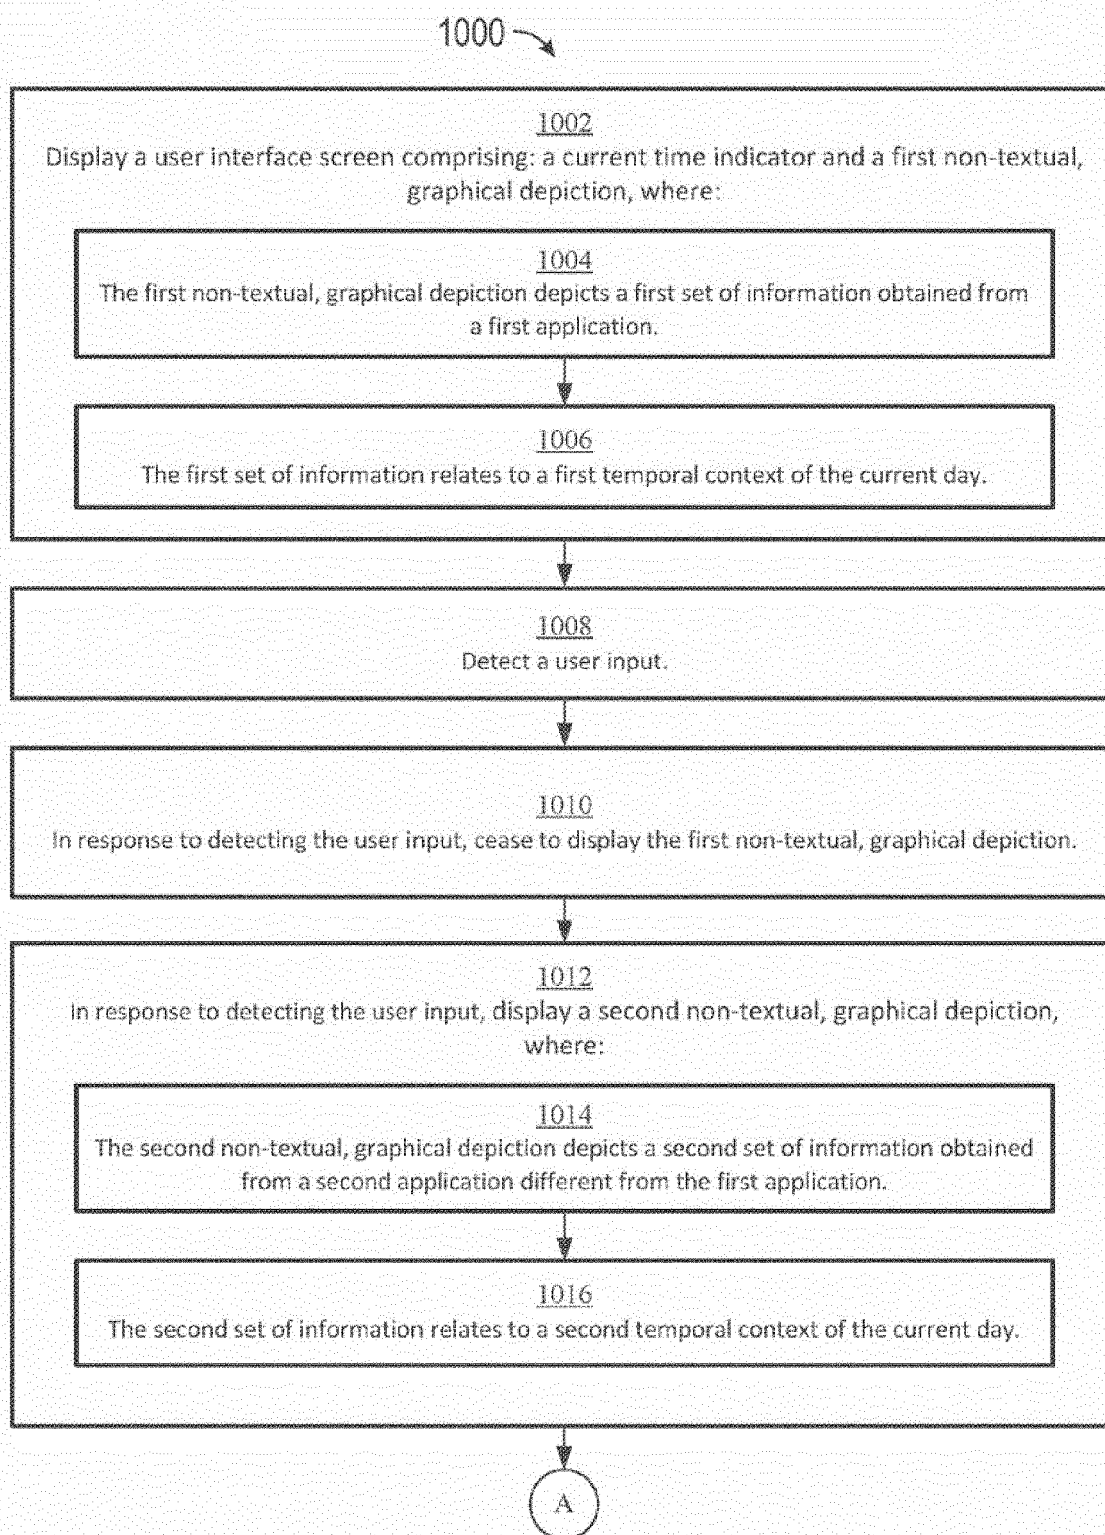 1000
1002
Display a user interface screen comprising: a current time indicator and a first non-textual,
graphical depiction, where:
1004
The first non-textual, graphical depiction depicts a first set of information obtained from
a first application.
1006
The first set of information relates to a first temporal context of the current day.
1008
Detect a user input.
1010
In response to detecting the user input, cease to display the first non-textual, graphical depiction.
1012
In response to detecting the user input, display a second non-textual, graphical depiction,
where:
1014
The second non-textual, graphical depiction depicts a second set of information obtained
from a second application different from the first application.
1016
The second set of information relates to a second temporal context of the current day.
A